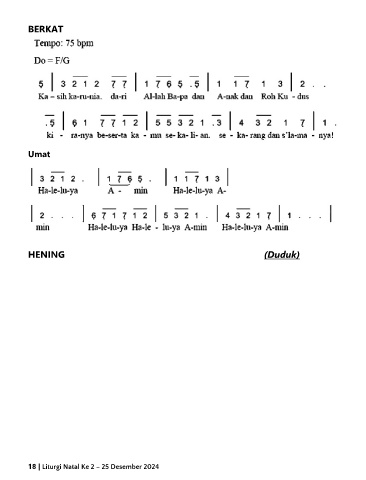 BERKAT
Tempo: 75 bpm
Do = F/G
5 | 3 2 1 2 7 7 | 1 7 6 5 . 5 | 1 1 7 1 3 | 2 . .
Ka – sih ka-ru-nia. da-ri Al-lah Ba-pa dan A-nak dan Roh Ku - dus
. 5 | 6 1 7 7 1 2 | 5 5 3 2 1 . 3 | 4 3 2 1 7 | 1 .
ki - ra-nya be-ser-ta ka - mu se-ka-li-an. se - ka-rang dan s'la-ma - nya!
Umat
| 3 2 1 2 . | 1 7 6 5 . | 1 1 7 1 3 |
Ha-le-lu-ya A - min Ha-le-lu-ya A-
| 2 . . . | 6 7 1 7 1 2 | 5 3 2 1 . | 4 3 2 1 7 | 1 . . . |
min Ha-le-lu-ya Ha-le - lu-ya A-min Ha-le-lu-ya A-min
HENING (Duduk)
18 | Liturgi Natal Ke 2 – 25 Desember 2024